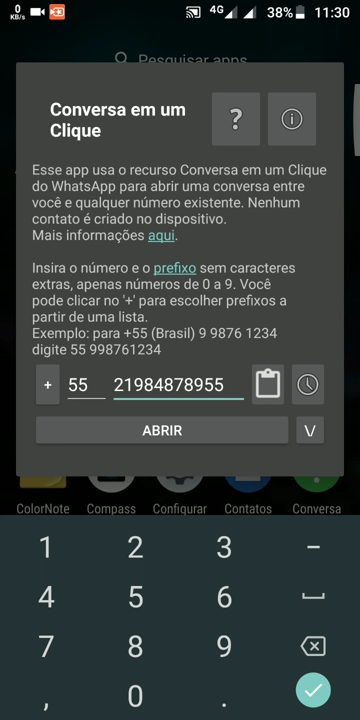 0
KB/s
4G
38%
11:30
Pesquisar apps
Conversa em um
Clique
?
Esse app usa o recurso Conversa em um Clique
do WhatsApp para abrir uma conversa entre
você e qualquer número existente. Nenhum
contato é criado no dispositivo.
Mais informações aqui.
Insira o número e o prefixo sem caracteres
extras, apenas números de 0 a 9. Você
pode clicar no '+' para escolher prefixos a
partir de uma lista.
Exemplo: para +55 (Brasil) 9 9876 1234
digite 55 998761234
+ 55 21984878955
ABRIR V
ColorNote Compass Configurar Contatos Conversa
1 2 3 -
4 5 6
7 8 9
, 0 .